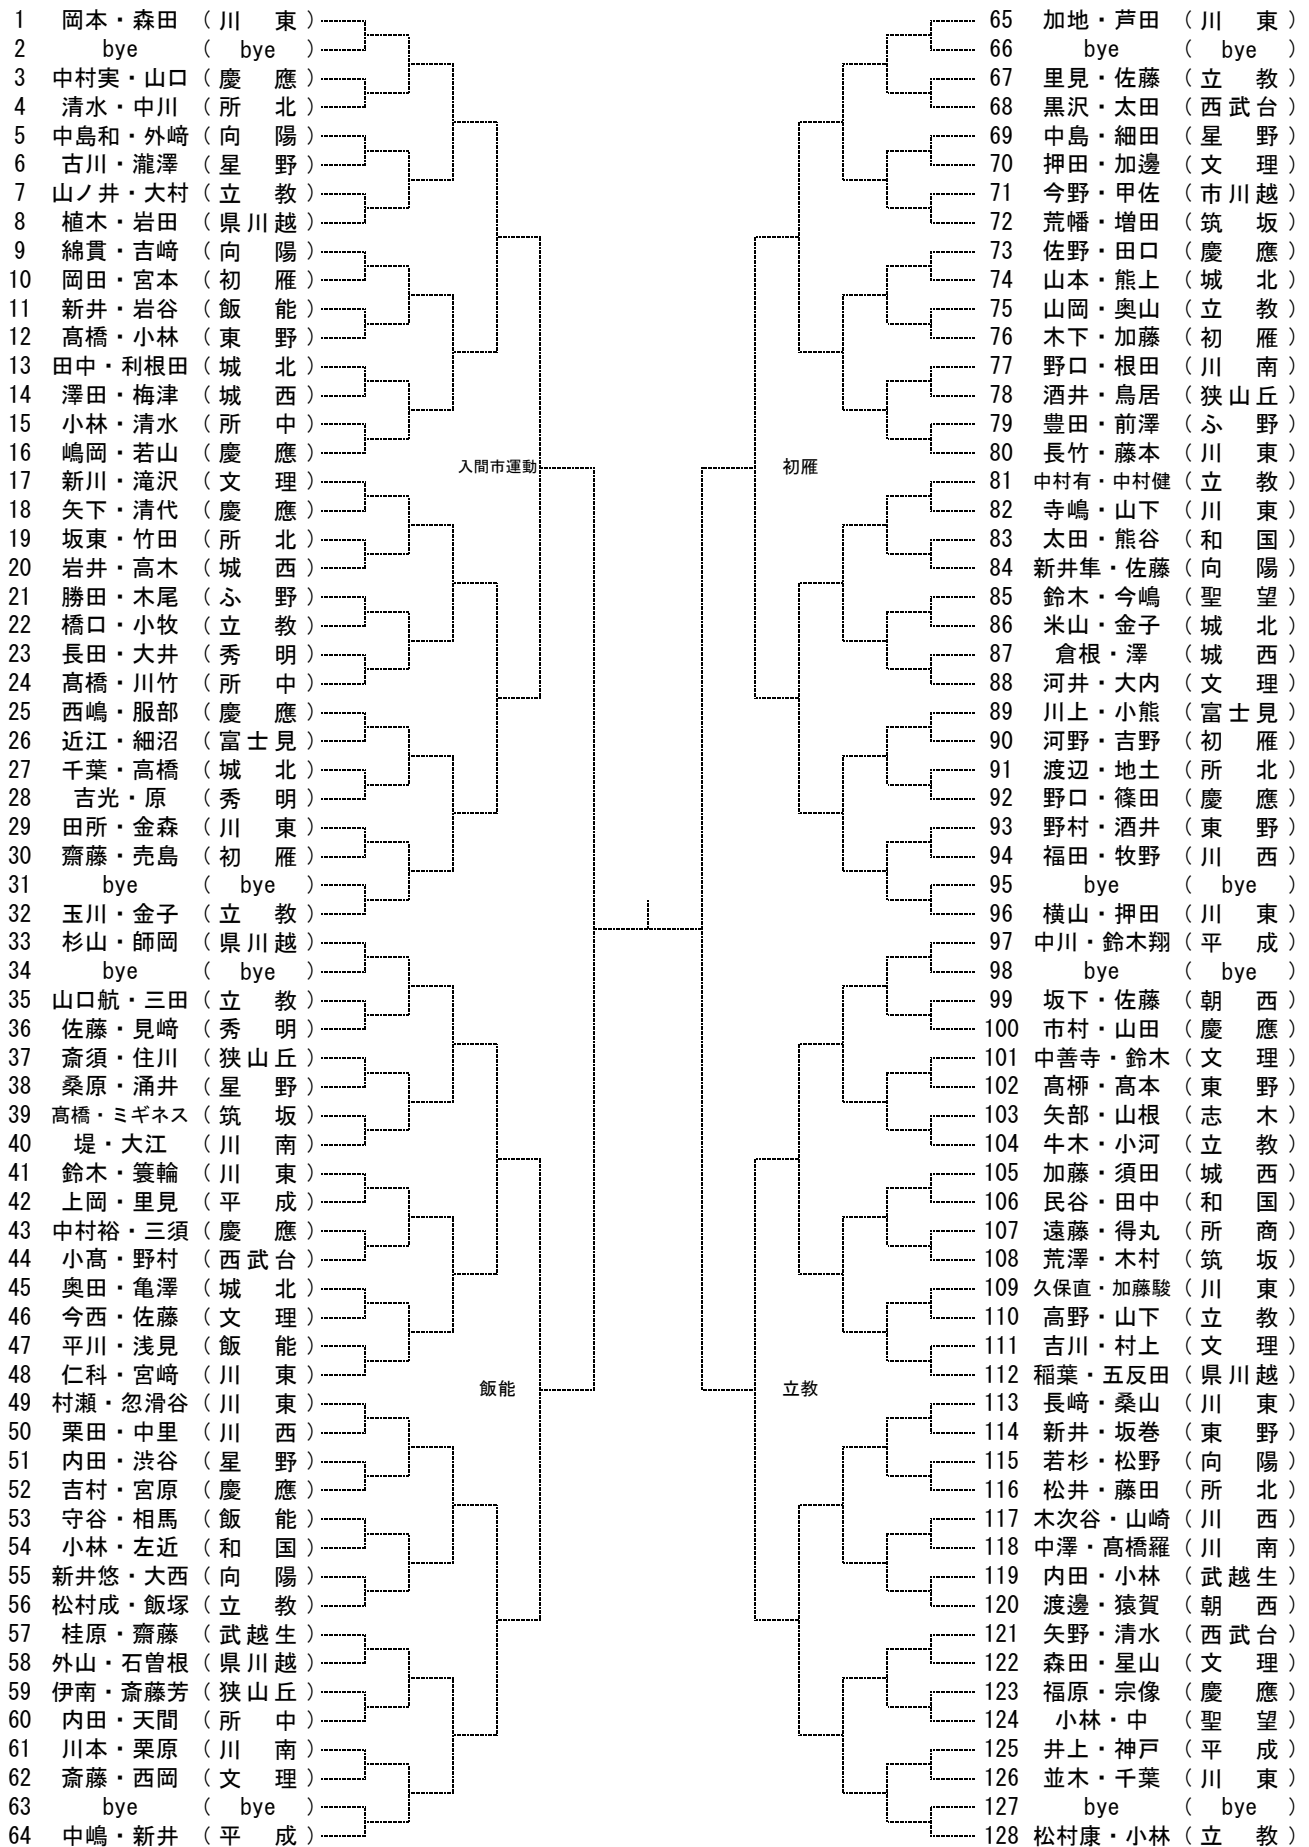 1 岡本・森田 （川 東）
2 bye （ bye ）
3 中村実・山口（慶 應）
4 清水・中川 （所 北）
5 中島和・外﨑（向 陽）
6 古川・瀧澤 （星 野）
7 山ノ井・大村（立 教）
8 植木・岩田 （県川越）
9 綿貫・吉﨑 （向 陽）
10 岡田・宮本 （初 雁）
11 新井・岩谷 （飯 能）
12 髙橋・小林 （東 野）
13 田中・利根田（城 北）
14 澤田・梅津 （城 西）
15 小林・清水 （所 中）
16 嶋岡・若山 （慶 應）
17 新川・滝沢 （文 理）
18 矢下・清代 （慶 應）
19 坂東・竹田 （所 北）
20 岩井・高木 （城 西）
21 勝田・木尾 （ふ 野）
22 橋口・小牧 （立 教）
23 長田・大井 （秀 明）
24 髙橋・川竹 （所 中）
25 西嶋・服部 （慶 應）
26 近江・細沼 （富士見）
27 千葉・高橋 （城 北）
28 吉光・原 （秀 明）
29 田所・金森 （川 東）
30 齋藤・売島 （初 雁）
31 bye （ bye ）
32 玉川・金子 （立 教）
33 杉山・師岡 （県川越）
34 bye （ bye ）
35 山口航・三田（立 教）
36 佐藤・見﨑 （秀 明）
37 斎須・住川 （狭山丘）
38 桑原・涌井 （星 野）
39 髙橋・ミギネス（筑 坂）
40 堤・大江 （川 南）
41 鈴木・簔輪 （川 東）
42 上岡・里見 （平 成）
43 中村裕・三須（慶 應）
44 小髙・野村 （西武台）
45 奥田・亀澤 （城 北）
46 今西・佐藤 （文 理）
47 平川・浅見 （飯 能）
48 仁科・宮﨑 （川 東）
49 村瀬・忽滑谷（川 東）
50 栗田・中里 （川 西）
51 内田・渋谷 （星 野）
52 吉村・宮原 （慶 應）
53 守谷・相馬 （飯 能）
54 小林・左近 （和 国）
55 新井悠・大西（向 陽）
56 松村成・飯塚（立 教）
57 桂原・齋藤 （武越生）
58 外山・石曽根（県川越）
59 伊南・斎藤芳（狭山丘）
60 内田・天間 （所 中）
61 川本・栗原 （川 南）
62 斎藤・西岡 （文 理）
63 bye （ bye ）
64 中嶋・新井 （平 成）
入間市運動
飯能
初雁
立教
65 加地・芦田 （川 東）
66 bye （ bye ）
67 里見・佐藤 （立 教）
68 黒沢・太田 （西武台）
69 中島・細田 （星 野）
70 押田・加邊 （文 理）
71 今野・甲佐 （市川越）
72 荒幡・増田 （筑 坂）
73 佐野・田口 （慶 應）
74 山本・熊上 （城 北）
75 山岡・奥山 （立 教）
76 木下・加藤 （初 雁）
77 野口・根田 （川 南）
78 酒井・鳥居 （狭山丘）
79 豊田・前澤 （ふ 野）
80 長竹・藤本 （川 東）
81 中村有・中村健（立 教）
82 寺嶋・山下 （川 東）
83 太田・熊谷 （和 国）
84 新井隼・佐藤（向 陽）
85 鈴木・今嶋 （聖 望）
86 米山・金子 （城 北）
87 倉根・澤 （城 西）
88 河井・大内 （文 理）
89 川上・小熊 （富士見）
90 河野・吉野 （初 雁）
91 渡辺・地土 （所 北）
92 野口・篠田 （慶 應）
93 野村・酒井 （東 野）
94 福田・牧野 （川 西）
95 bye （ bye ）
96 横山・押田 （川 東）
97 中川・鈴木翔（平 成）
98 bye （ bye ）
99 坂下・佐藤 （朝 西）
100 市村・山田 （慶 應）
101 中善寺・鈴木（文 理）
102 髙栁・髙本 （東 野）
103 矢部・山根 （志 木）
104 牛木・小河 （立 教）
105 加藤・須田 （城 西）
106 民谷・田中 （和 国）
107 遠藤・得丸 （所 商）
108 荒澤・木村 （筑 坂）
109 久保直・加藤駿（川 東）
110 高野・山下 （立 教）
111 吉川・村上 （文 理）
112 稲葉・五反田（県川越）
113 長﨑・桑山 （川 東）
114 新井・坂巻 （東 野）
115 若杉・松野 （向 陽）
116 松井・藤田 （所 北）
117 木次谷・山崎（川 西）
118 中澤・髙橋羅（川 南）
119 内田・小林 （武越生）
120 渡邊・猿賀 （朝 西）
121 矢野・清水 （西武台）
122 森田・星山 （文 理）
123 福原・宗像 （慶 應）
124 小林・中 （聖 望）
125 井上・神戸 （平 成）
126 並木・千葉 （川 東）
127 bye （ bye ）
128 松村康・小林（立 教）